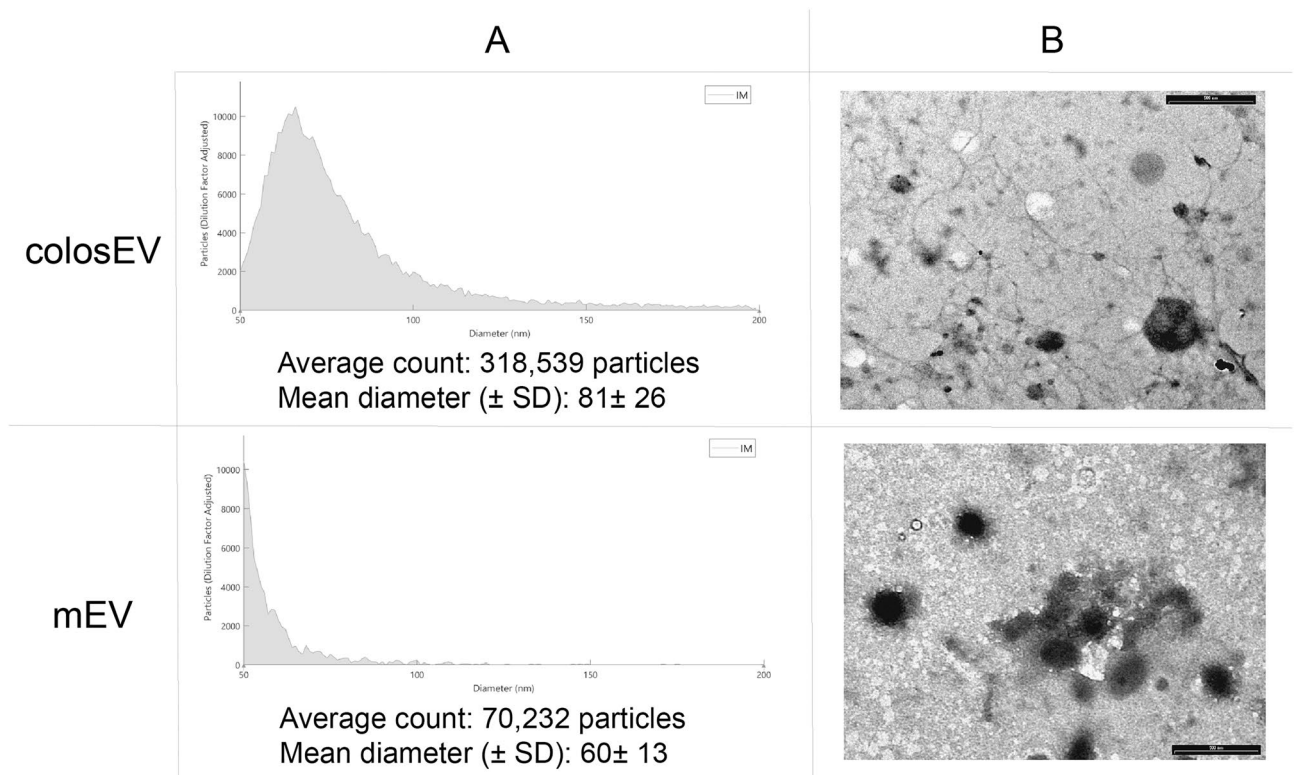 A
B
colosEV
IM
Particles (Dilution Factor Adjusted)
10000
8000
6000
4000
2000
0
50
100
150
200
Diameter (nm)
Average count: 318,539 particles
Mean diameter (± SD): 81± 26
mEV
IM
Particles (Dilution Factor Adjusted)
10000
8000
6000
4000
2000
0
50
100
150
200
Diameter (nm)
Average count: 70,232 particles
Mean diameter (± SD): 60± 13